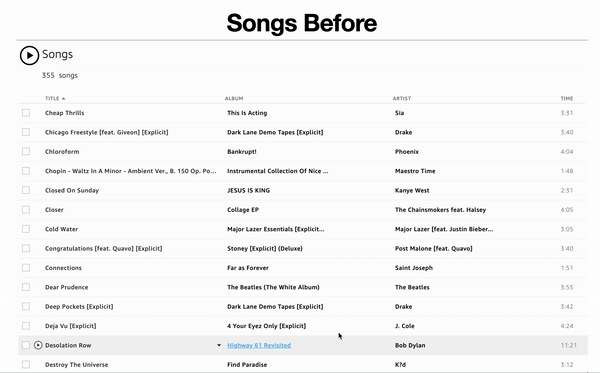 Songs Before
Songs
355 songs
TITLE ALBUM ARTIST TIME
Cheap Thrills This Is Acting Sia 3:31
Chicago Freestyle [feat. Giveon] [Explicit] Dark Lane Demo Tapes [Explicit] Drake 3:40
Chloroform Bankrupt! Phoenix 4:04
Chopin - Waltz In A Minor - Ambient Ver., B. 150 Op. Po... Instrumental Collection Of Nice ... Maestro Time 1:48
Closed On Sunday JESUS IS KING Kanye West 2:31
Closer Collage EP The Chainsmokers feat. Halsey 4:05
Cold Water Major Lazer Essentials [Explicit... Major Lazer [feat. Justin Bieber... 3:05
Congratulations [feat. Quavo] [Explicit] Stoney [Explicit] (Deluxe) Post Malone [feat. Quavo] 3:40
Connections Far as Forever Saint Joseph 1:51
Dear Prudence The Beatles (The White Album) The Beatles 3:55
Deep Pockets [Explicit] Dark Lane Demo Tapes [Explicit] Drake 3:42
Deja Vu [Explicit] 4 Your Eyez Only [Explicit] J. Cole 4:24
Desolation Row Highway 61 Revisited Bob Dylan 11:21
Destroy The Universe Find Paradise K?d 3:12